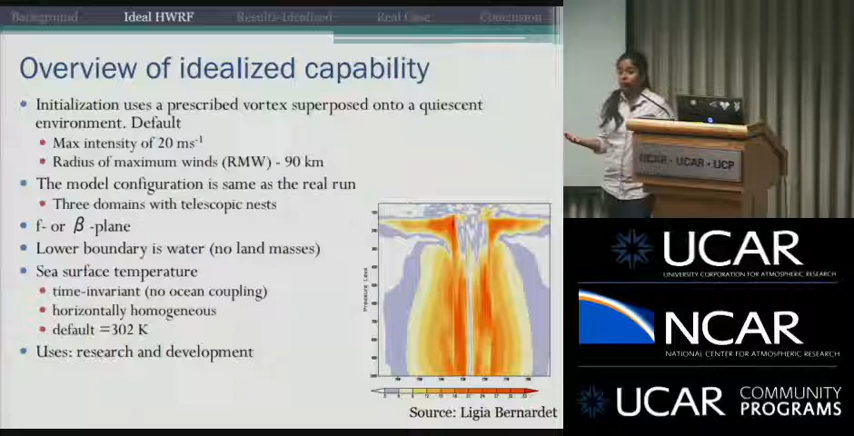 Background Ideal HWRF Results-Idealized Real Case Conclusion
Overview of idealized capability
Initialization uses a prescribed vortex superposed onto a quiescent
environment. Default
Max intensity of 20 ms⁻¹
Radius of maximum winds (RMW) - 90 km
The model configuration is same as the real run
Three domains with telescopic nests
f- or β -plane
Lower boundary is water (no land masses)
Sea surface temperature
time-invariant (no ocean coupling)
horizontally homogeneous
default =302 K
Uses: research and development
Source: Ligia Bernardet
NCAR - UCAR - UCP
UCAR
UNIVERSITY CORPORATION FOR ATMOSPHERIC RESEARCH
NCAR
NATIONAL CENTER FOR ATMOSPHERIC RESEARCH
UCAR COMMUNITY
PROGRAMS